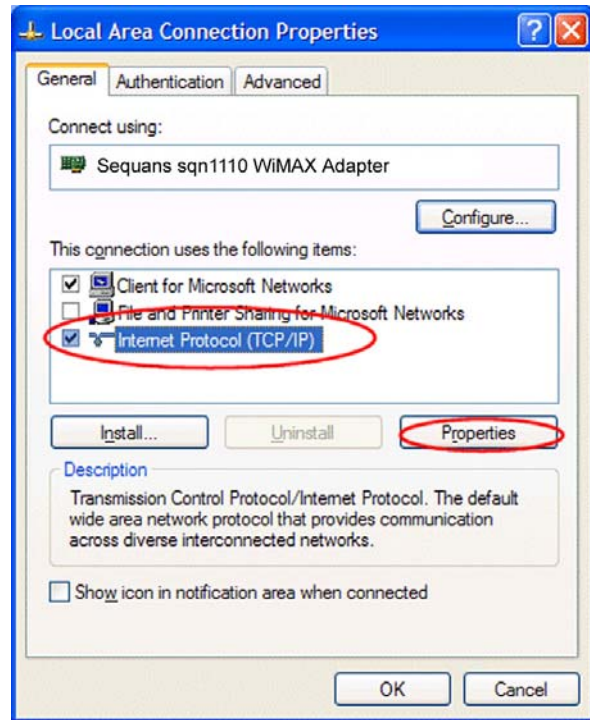 Local Area Connection Properties
General Authentication Advanced
Connect using:
Sequans sqn1110 WiMAX Adapter
Configure...
This connection uses the following items:
Client for Microsoft Networks
File and Printer Sharing for Microsoft Networks
Internet Protocol (TCP/IP)
Install... Uninstall Properties
Description
Transmission Control Protocol/Internet Protocol. The default
wide area network protocol that provides communication
across diverse interconnected networks.
Show icon in notification area when connected
OK Cancel